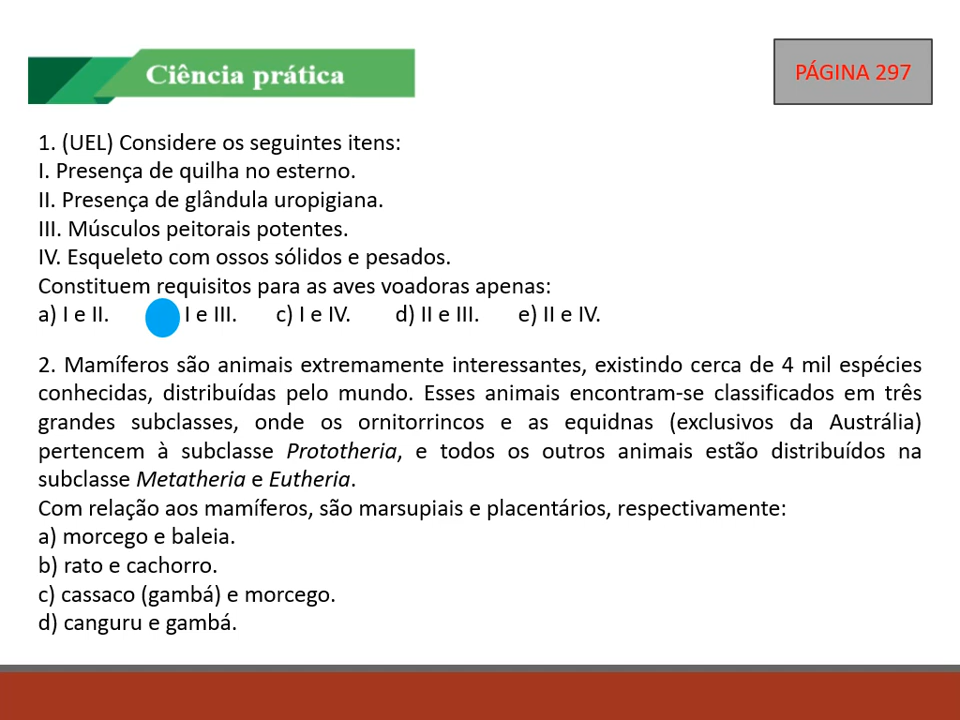 Ciência prática
PÁGINA 297
1. (UEL) Considere os seguintes itens:
I. Presença de quilha no esterno.
II. Presença de glândula uropigiana.
III. Músculos peitorais potentes.
IV. Esqueleto com ossos sólidos e pesados.
Constituem requisitos para as aves voadoras apenas:
a) I e II. I e III. c) I e IV. d) II e III. e) II e IV.
2. Mamíferos são animais extremamente interessantes, existindo cerca de 4 mil espécies
conhecidas, distribuídas pelo mundo. Esses animais encontram-se classificados em três
grandes subclasses, onde os ornitorrincos e as equidnas (exclusivos da Austrália)
pertencem à subclasse Prototheria, e todos os outros animais estão distribuídos na
subclasse Metatheria e Eutheria.
Com relação aos mamíferos, são marsupiais e placentários, respectivamente:
a) morcego e baleia.
b) rato e cachorro.
c) cassaco (gambá) e morcego.
d) canguru e gambá.